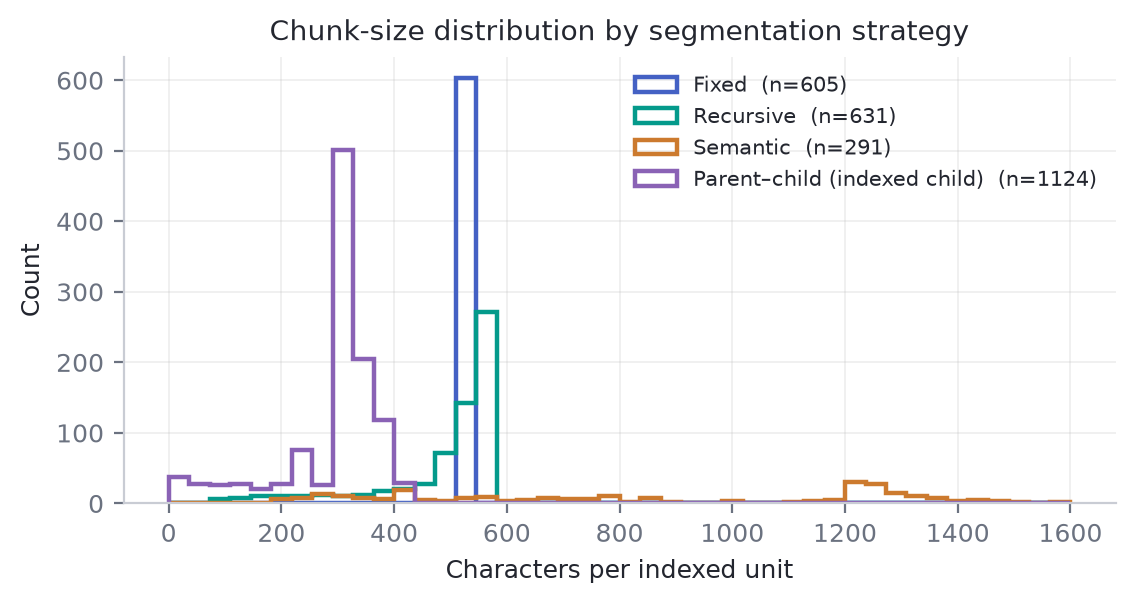 Chunk-size distribution by segmentation strategy
Fixed (n=605)
Recursive (n=631)
Semantic (n=291)
Parent–child (indexed child) (n=1124)
Count
600
500
400
300
200
100
0
0 200 400 600 800 1000 1200 1400 1600
Characters per indexed unit